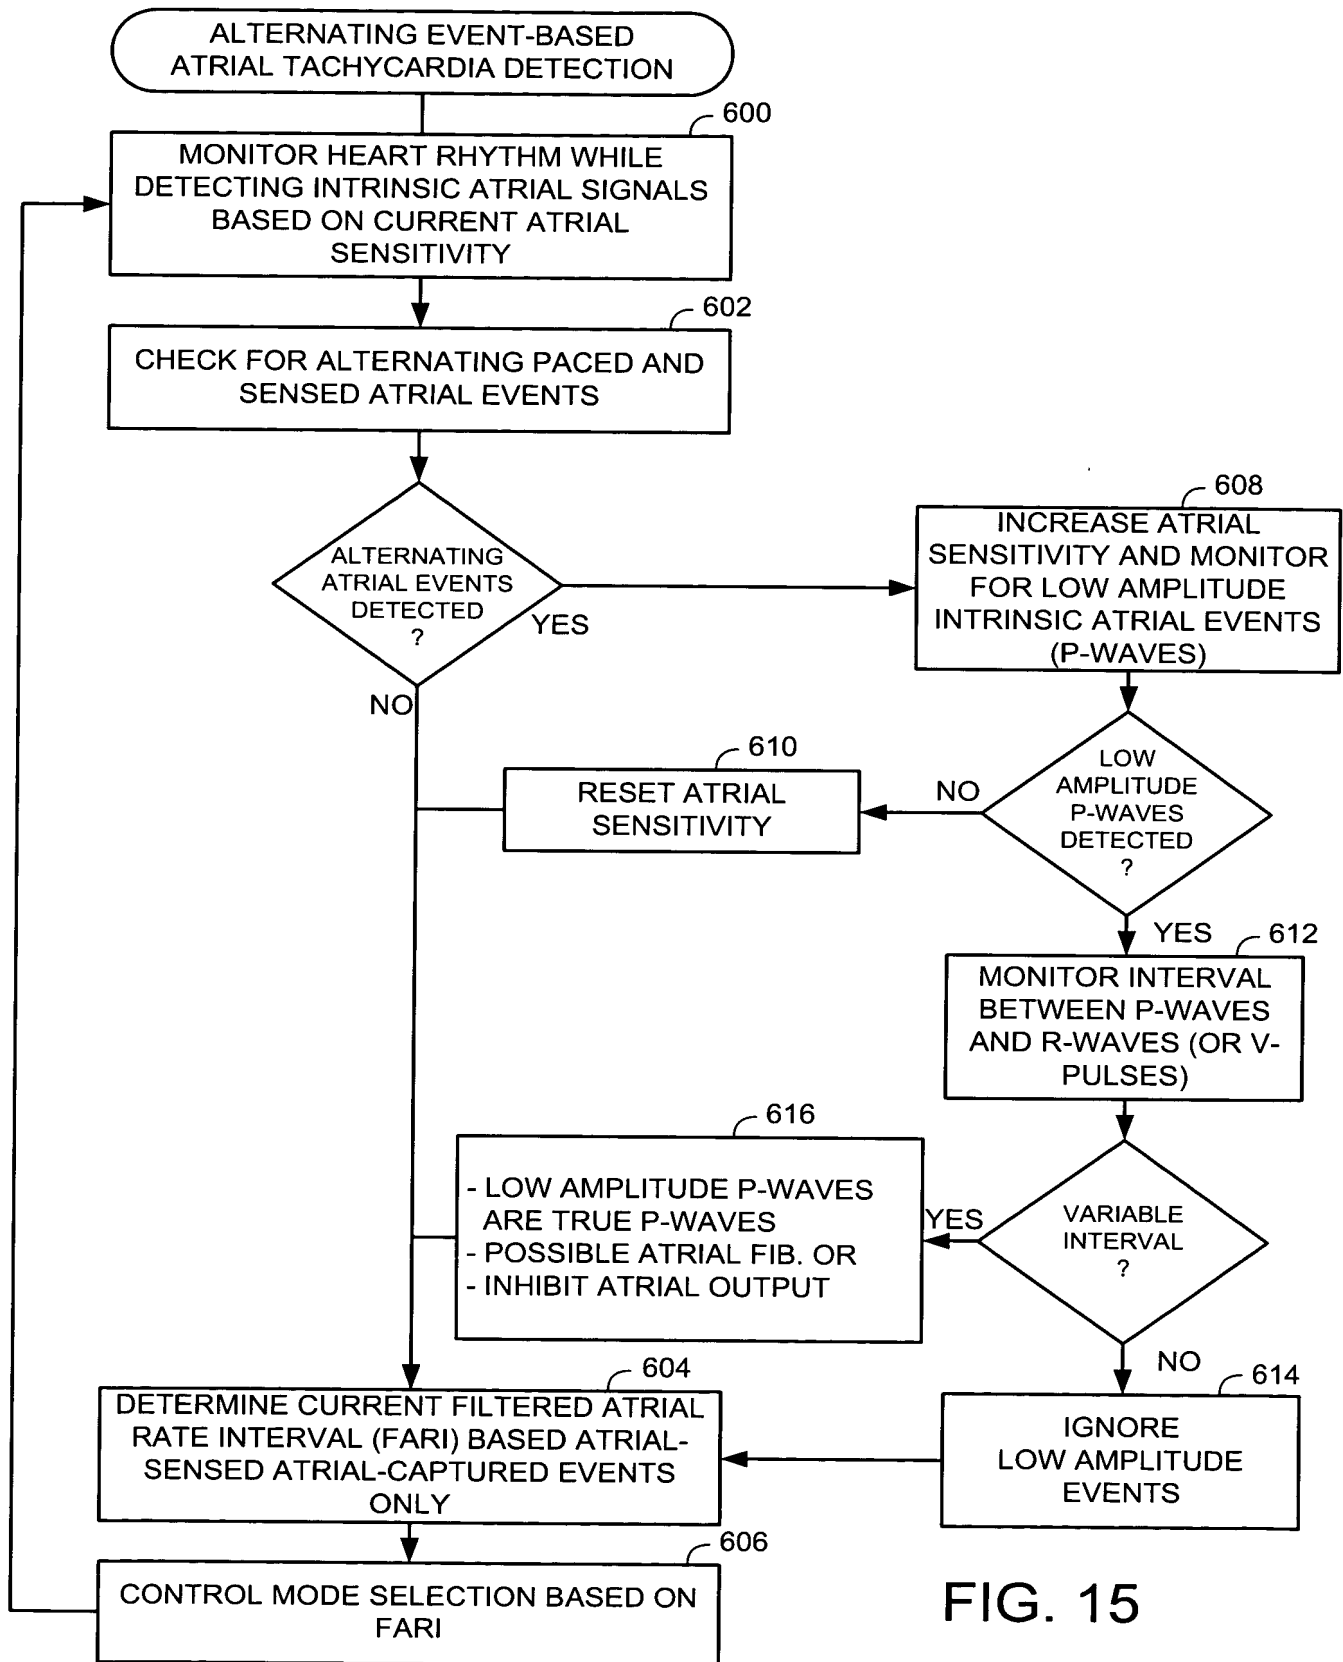 ALTERNATING EVENT-BASED
ATRIAL TACHYCARDIA DETECTION
600
MONITOR HEART RHYTHM WHILE
DETECTING INTRINSIC ATRIAL SIGNALS
BASED ON CURRENT ATRIAL
SENSITIVITY
602
CHECK FOR ALTERNATING PACED AND
SENSED ATRIAL EVENTS
ALTERNATING
ATRIAL EVENTS
DETECTED
?
YES
NO
608
INCREASE ATRIAL
SENSITIVITY AND MONITOR
FOR LOW AMPLITUDE
INTRINSIC ATRIAL EVENTS
(P-WAVES)
LOW
AMPLITUDE
P-WAVES
DETECTED
?
NO
610
RESET ATRIAL
SENSITIVITY
YES
612
MONITOR INTERVAL
BETWEEN P-WAVES
AND R-WAVES (OR V-
PULSES)
VARIABLE
INTERVAL
?
YES
616
- LOW AMPLITUDE P-WAVES
ARE TRUE P-WAVES
- POSSIBLE ATRIAL FIB. OR
- INHIBIT ATRIAL OUTPUT
NO
614
IGNORE
LOW AMPLITUDE
EVENTS
604
DETERMINE CURRENT FILTERED ATRIAL
RATE INTERVAL (FARI) BASED ATRIAL-
SENSED ATRIAL-CAPTURED EVENTS
ONLY
606
CONTROL MODE SELECTION BASED ON
FARI
FIG. 15